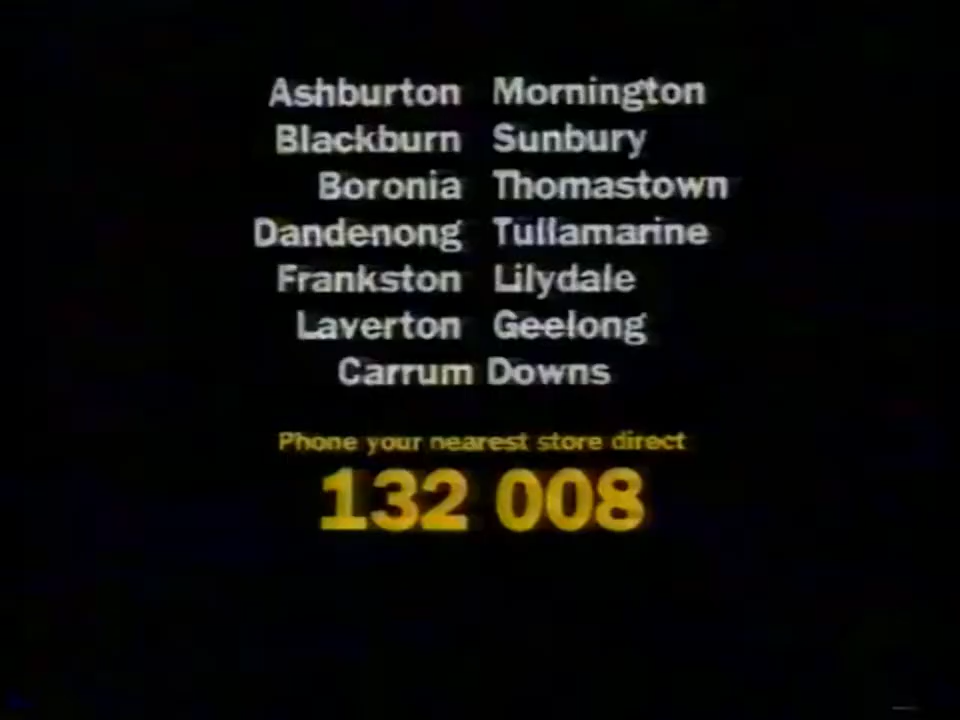 Ashburton Mornington
Blackburn Sunbury
Boronia Thomastown
Dandenong Tullamarine
Frankston Lilydale
Laverton Geelong
Carrum Downs
Phone your nearest store direct
132 008